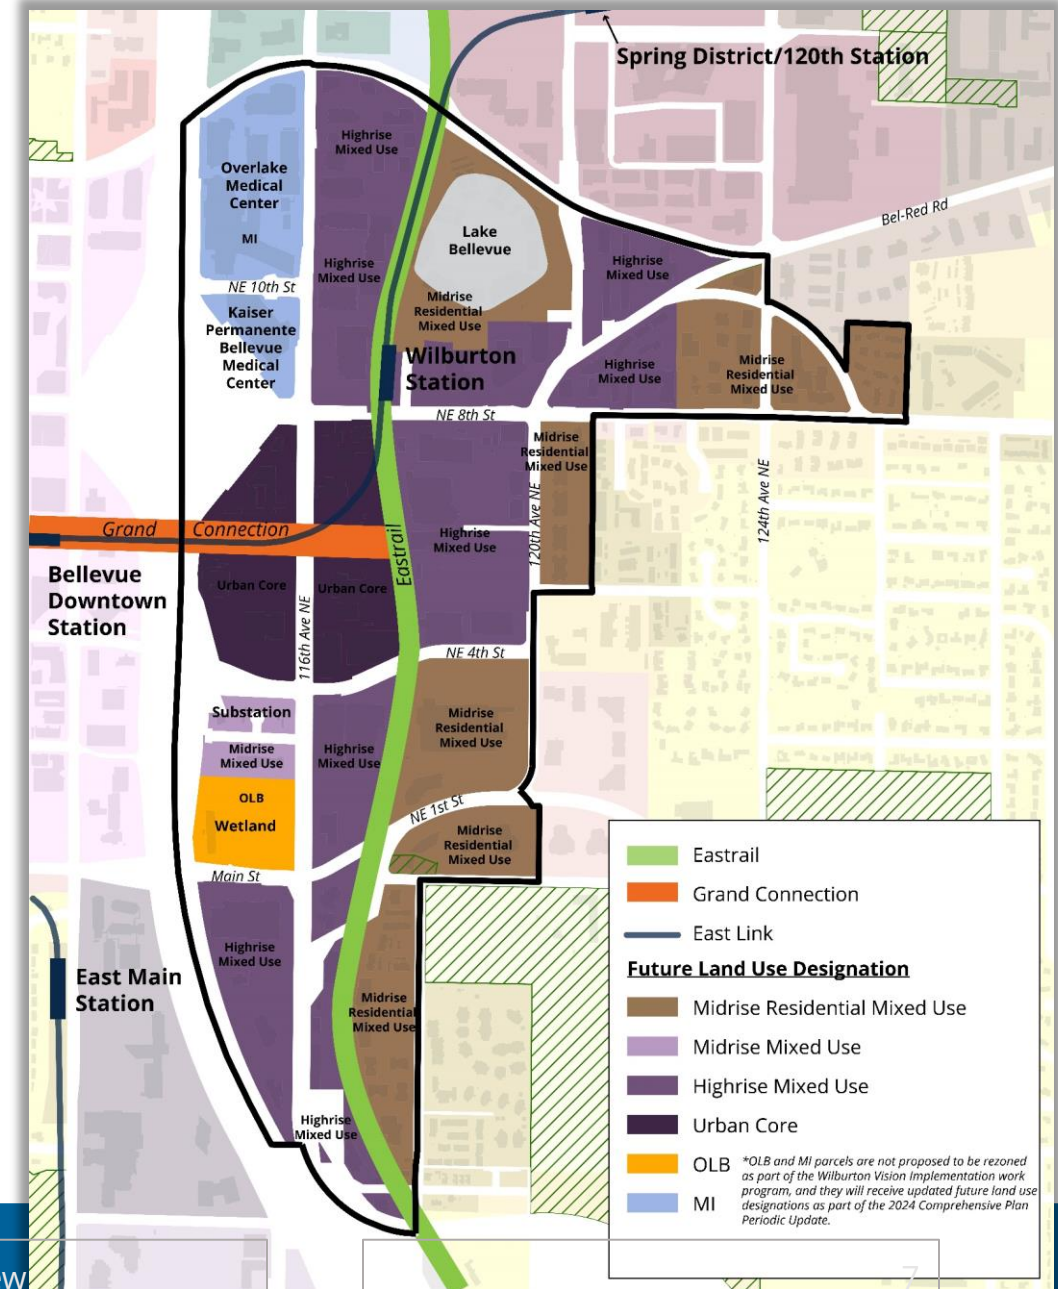 Spring District/120th Station
Highrise
Mixed Use
Overlake
Medical
Center
MI
Bel-Red Rd
Lake
Bellevue
Highrise
Mixed Use
Highrise
Mixed Use
NE 10th St
Midrise
Residential
Mixed Use
Kaiser
Permanente
Bellevue
Medical
Center
Wilburton
Station
Highrise
Mixed Use
Midrise
Residential
Mixed Use
NE 8th St
Midrise
Residential
Mixed Use
120th Ave NE
124th Ave NE
Grand Connection
Highrise
Mixed Use
Eastrail
Bellevue
Downtown
Station
Urban Core
Urban Core
116th Ave NE
NE 4th St
Substation
Midrise
Residential
Mixed Use
Midrise
Mixed Use
Highrise
Mixed Use
OLB
Wetland
NE 1st St
Midrise
Residential
Mixed Use
Main St
Highrise
Mixed Use
East Main
Station
Midrise
Residential
Mixed Use
Highrise
Mixed Use
Eastrail
Grand Connection
East Link
Future Land Use Designation
Midrise Residential Mixed Use
Midrise Mixed Use
Highrise Mixed Use
Urban Core
OLB
MI
*OLB and MI parcels are not proposed to be rezoned
as part of the Wilburton Vision Implementation work
program, and they will receive updated future land use
designations as part of the 2024 Comprehensive Plan
Periodic Update.
7